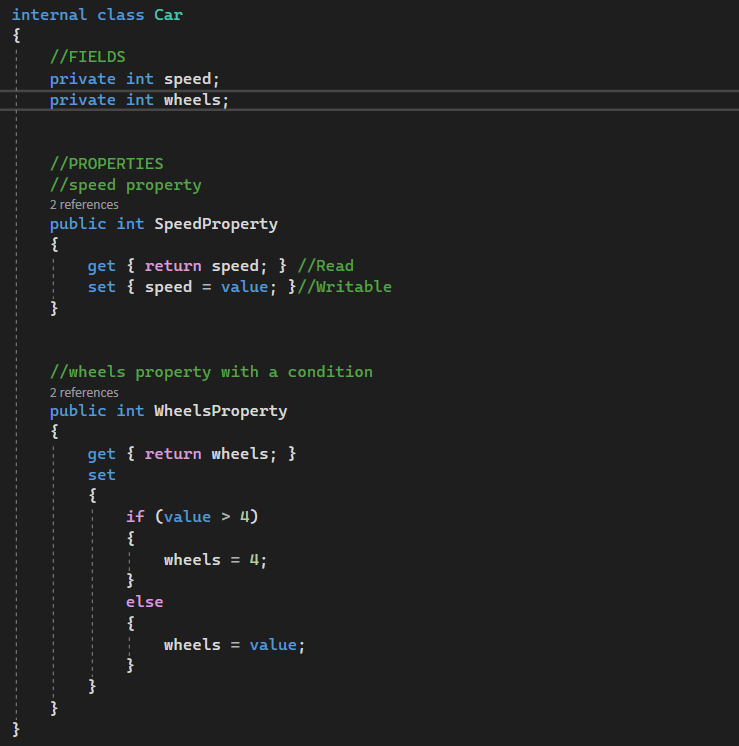 internal class Car
{
//FIELDS
private int speed;
private int wheels;
//PROPERTIES
//speed property
2 references
public int SpeedProperty
{
get { return speed; } //Read
set { speed = value; }//Writable
}
//wheels property with a condition
2 references
public int WheelsProperty
{
get { return wheels; }
set
{
if (value > 4)
{
wheels = 4;
}
else
{
wheels = value;
}
}
}
}